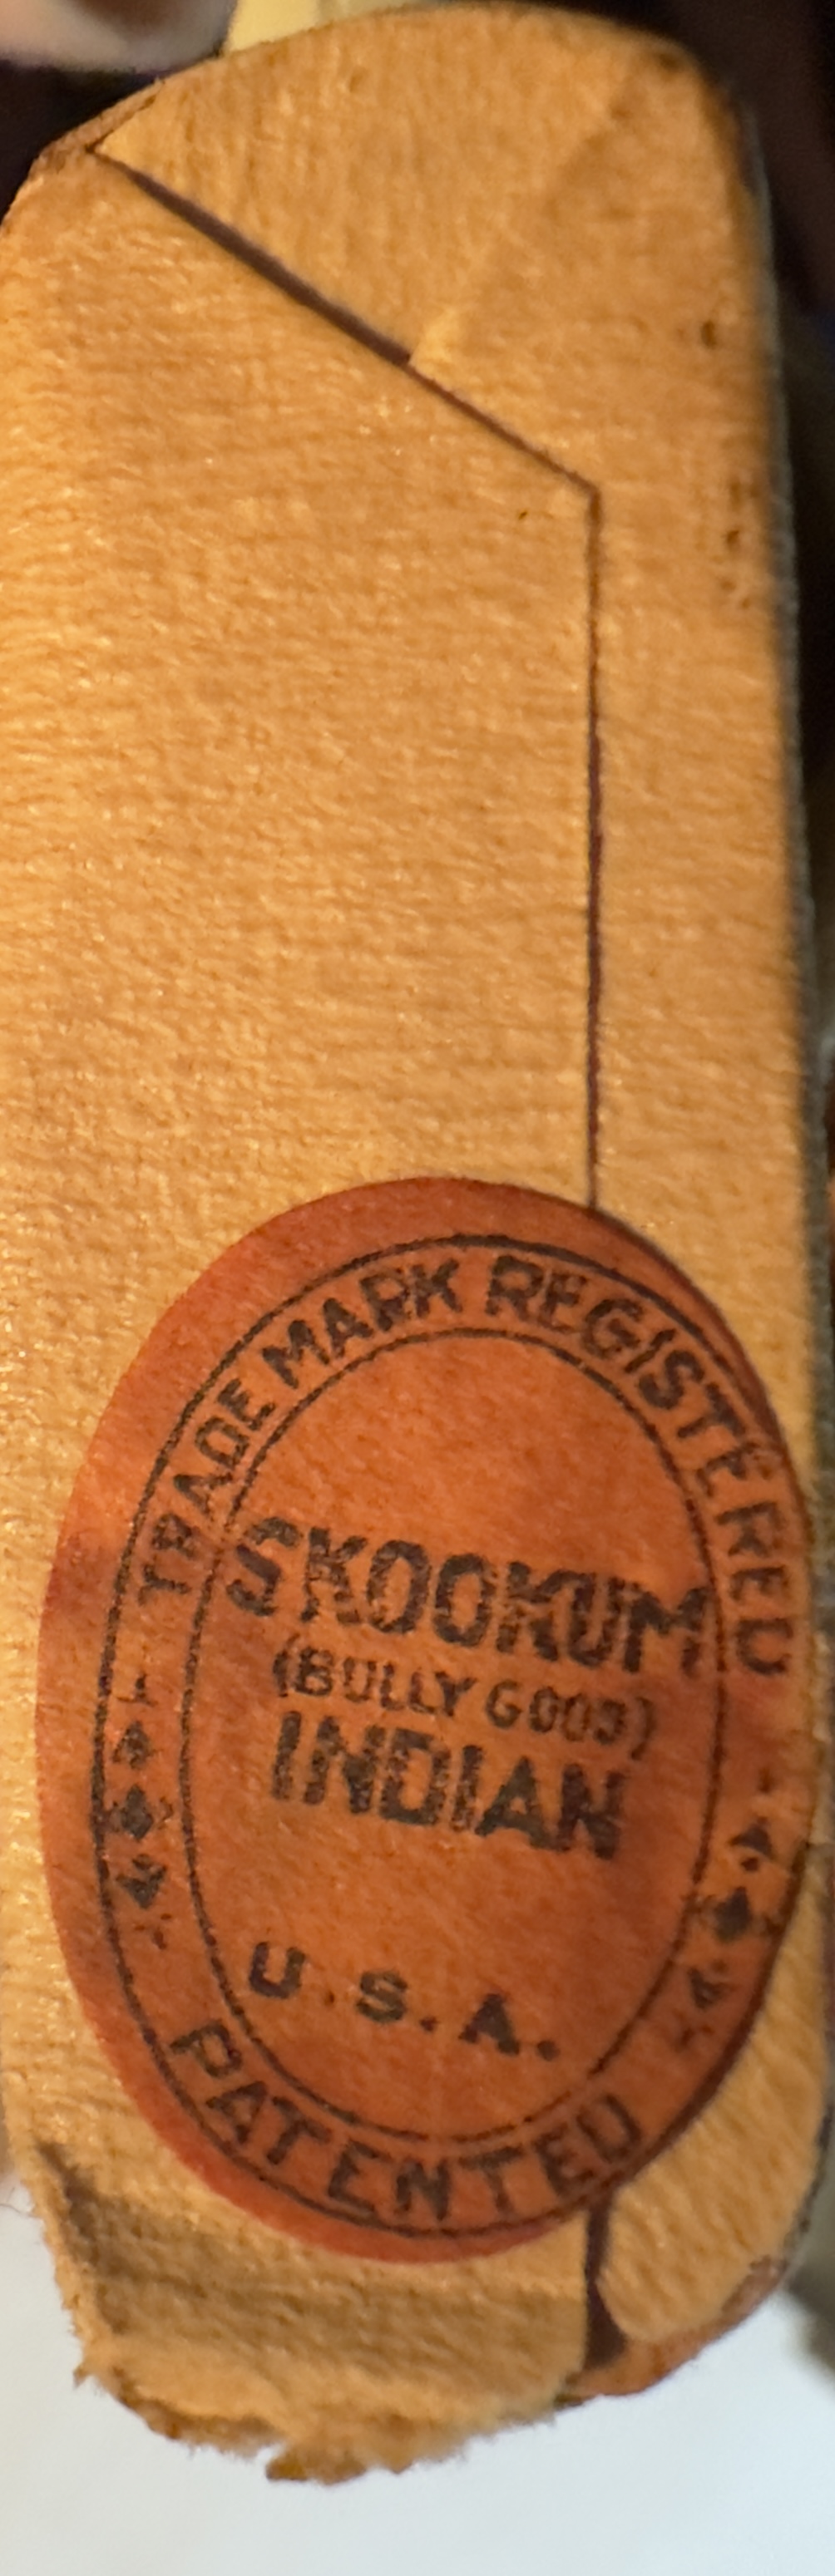 TRADE MARK REGISTERED
SKOOKUM
(BULLY GOOD)
INDIAN
U.S.A.
PATENTED